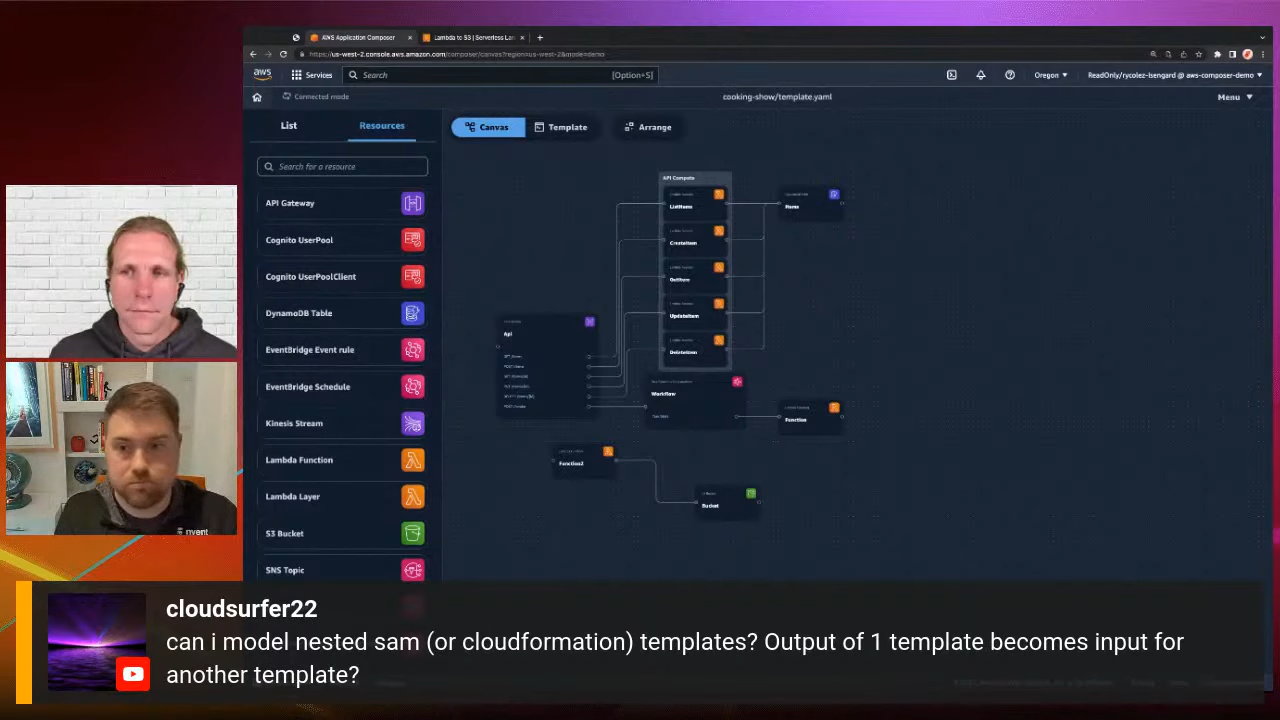 AWS Application Composer
Lambda to S3 | Serverless Lan
https://us-west-2.console.aws.amazon.com/composer/canvas?region=us-west-2&mode=demo
aws
Services
Search
[Option+S]
Oregon
ReadOnly/rycolez-Isengard @ aws-composer-demo
Connected mode
cooking-show/template.yaml
Menu
List
Resources
Canvas
Template
Arrange
Search for a resource
API Gateway
Cognito UserPool
Cognito UserPoolClient
DynamoDB Table
EventBridge Event rule
EventBridge Schedule
Kinesis Stream
Lambda Function
Lambda Layer
S3 Bucket
SNS Topic
API Compute
ListItems
CreateItem
GetItem
UpdateItem
DeleteItem
Items
Api
Workflow
Function
Function2
Bucket
cloudsurfer22
can i model nested sam (or cloudformation) templates? Output of 1 template becomes input for
another template?